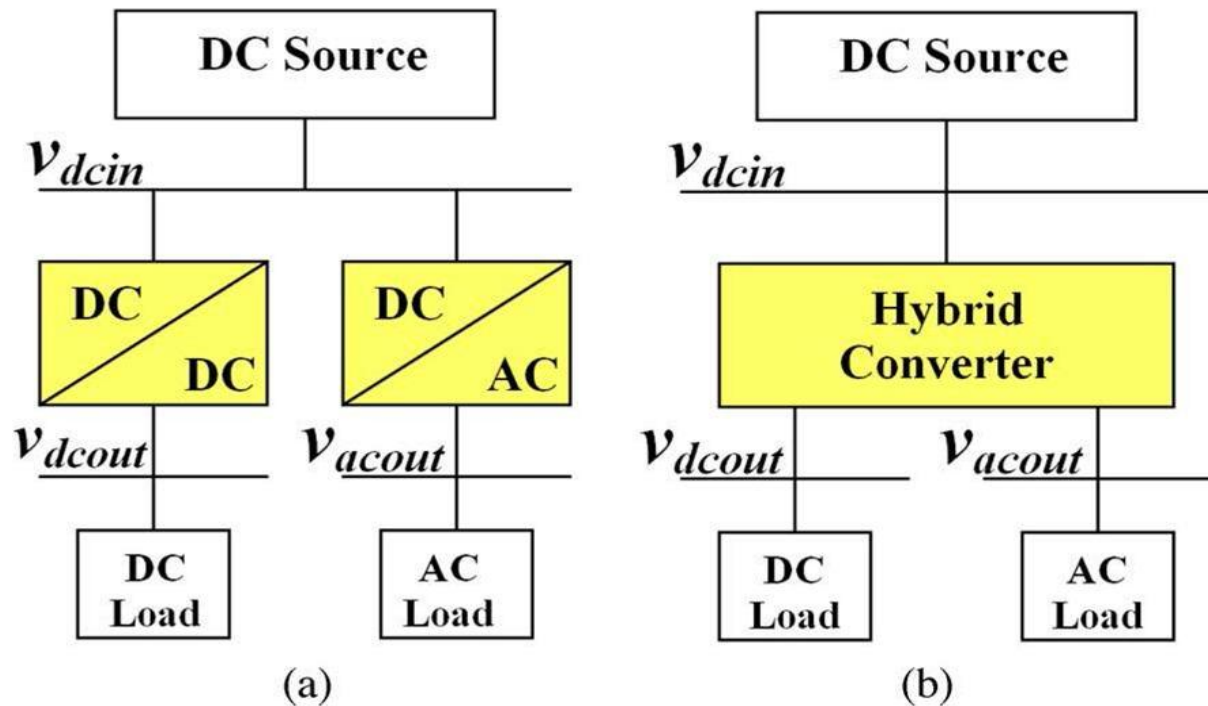 DC Source
v_dcin
DC
DC
DC
AC
v_dcout
v_acout
DC
Load
AC
Load
(a)
DC Source
v_dcin
Hybrid
Converter
v_dcout
v_acout
DC
Load
AC
Load
(b)